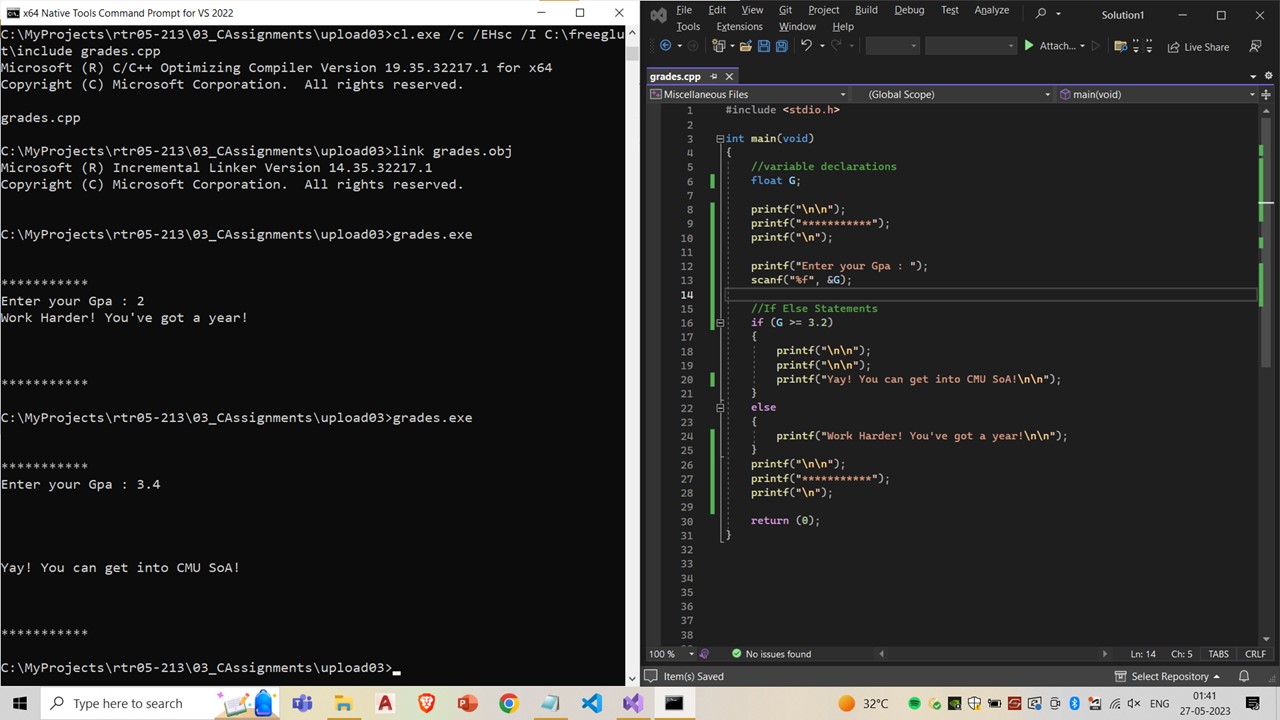 x64 Native Tools Command Prompt for VS 2022
C:\MyProjects\rtr05-213\03_CAssignments\upload03>cl.exe /c /EHsc /I C:\freeglu
t\include grades.cpp
Microsoft (R) C/C++ Optimizing Compiler Version 19.35.32217.1 for x64
Copyright (C) Microsoft Corporation.  All rights reserved.
grades.cpp
C:\MyProjects\rtr05-213\03_CAssignments\upload03>link grades.obj
Microsoft (R) Incremental Linker Version 14.35.32217.1
Copyright (C) Microsoft Corporation.  All rights reserved.
C:\MyProjects\rtr05-213\03_CAssignments\upload03>grades.exe
***********
Enter your Gpa : 2
Work Harder! You've got a year!
***********
C:\MyProjects\rtr05-213\03_CAssignments\upload03>grades.exe
***********
Enter your Gpa : 3.4
Yay! You can get into CMU SoA!
***********
C:\MyProjects\rtr05-213\03_CAssignments\upload03>
File Edit View Git Project Build Debug Test Analyze
Tools Extensions Window Help
Solution1
Attach...
Live Share
grades.cpp
Miscellaneous Files (Global Scope) main(void)
1 #include <stdio.h>
2
3 int main(void)
4 {
5 //variable declarations
6 float G;
7
8 printf("\n\n");
9 printf("***********");
10 printf("\n");
11
12 printf("Enter your Gpa : ");
13 scanf("%f", &G);
14
15 //If Else Statements
16 if (G >= 3.2)
17 {
18 printf("\n\n");
19 printf("\n\n");
20 printf("Yay! You can get into CMU SoA!\n\n");
21 }
22 else
23 {
24 printf("Work Harder! You've got a year!\n\n");
25 }
26 printf("\n\n");
27 printf("***********");
28 printf("\n");
29
30 return (0);
31 }
32
33
34
35
36
37
38
100 % No issues found Ln: 14 Ch: 5 TABS CRLF
Item(s) Saved Select Repository
Type here to search
32°C
ENG
01:41
27-05-2023